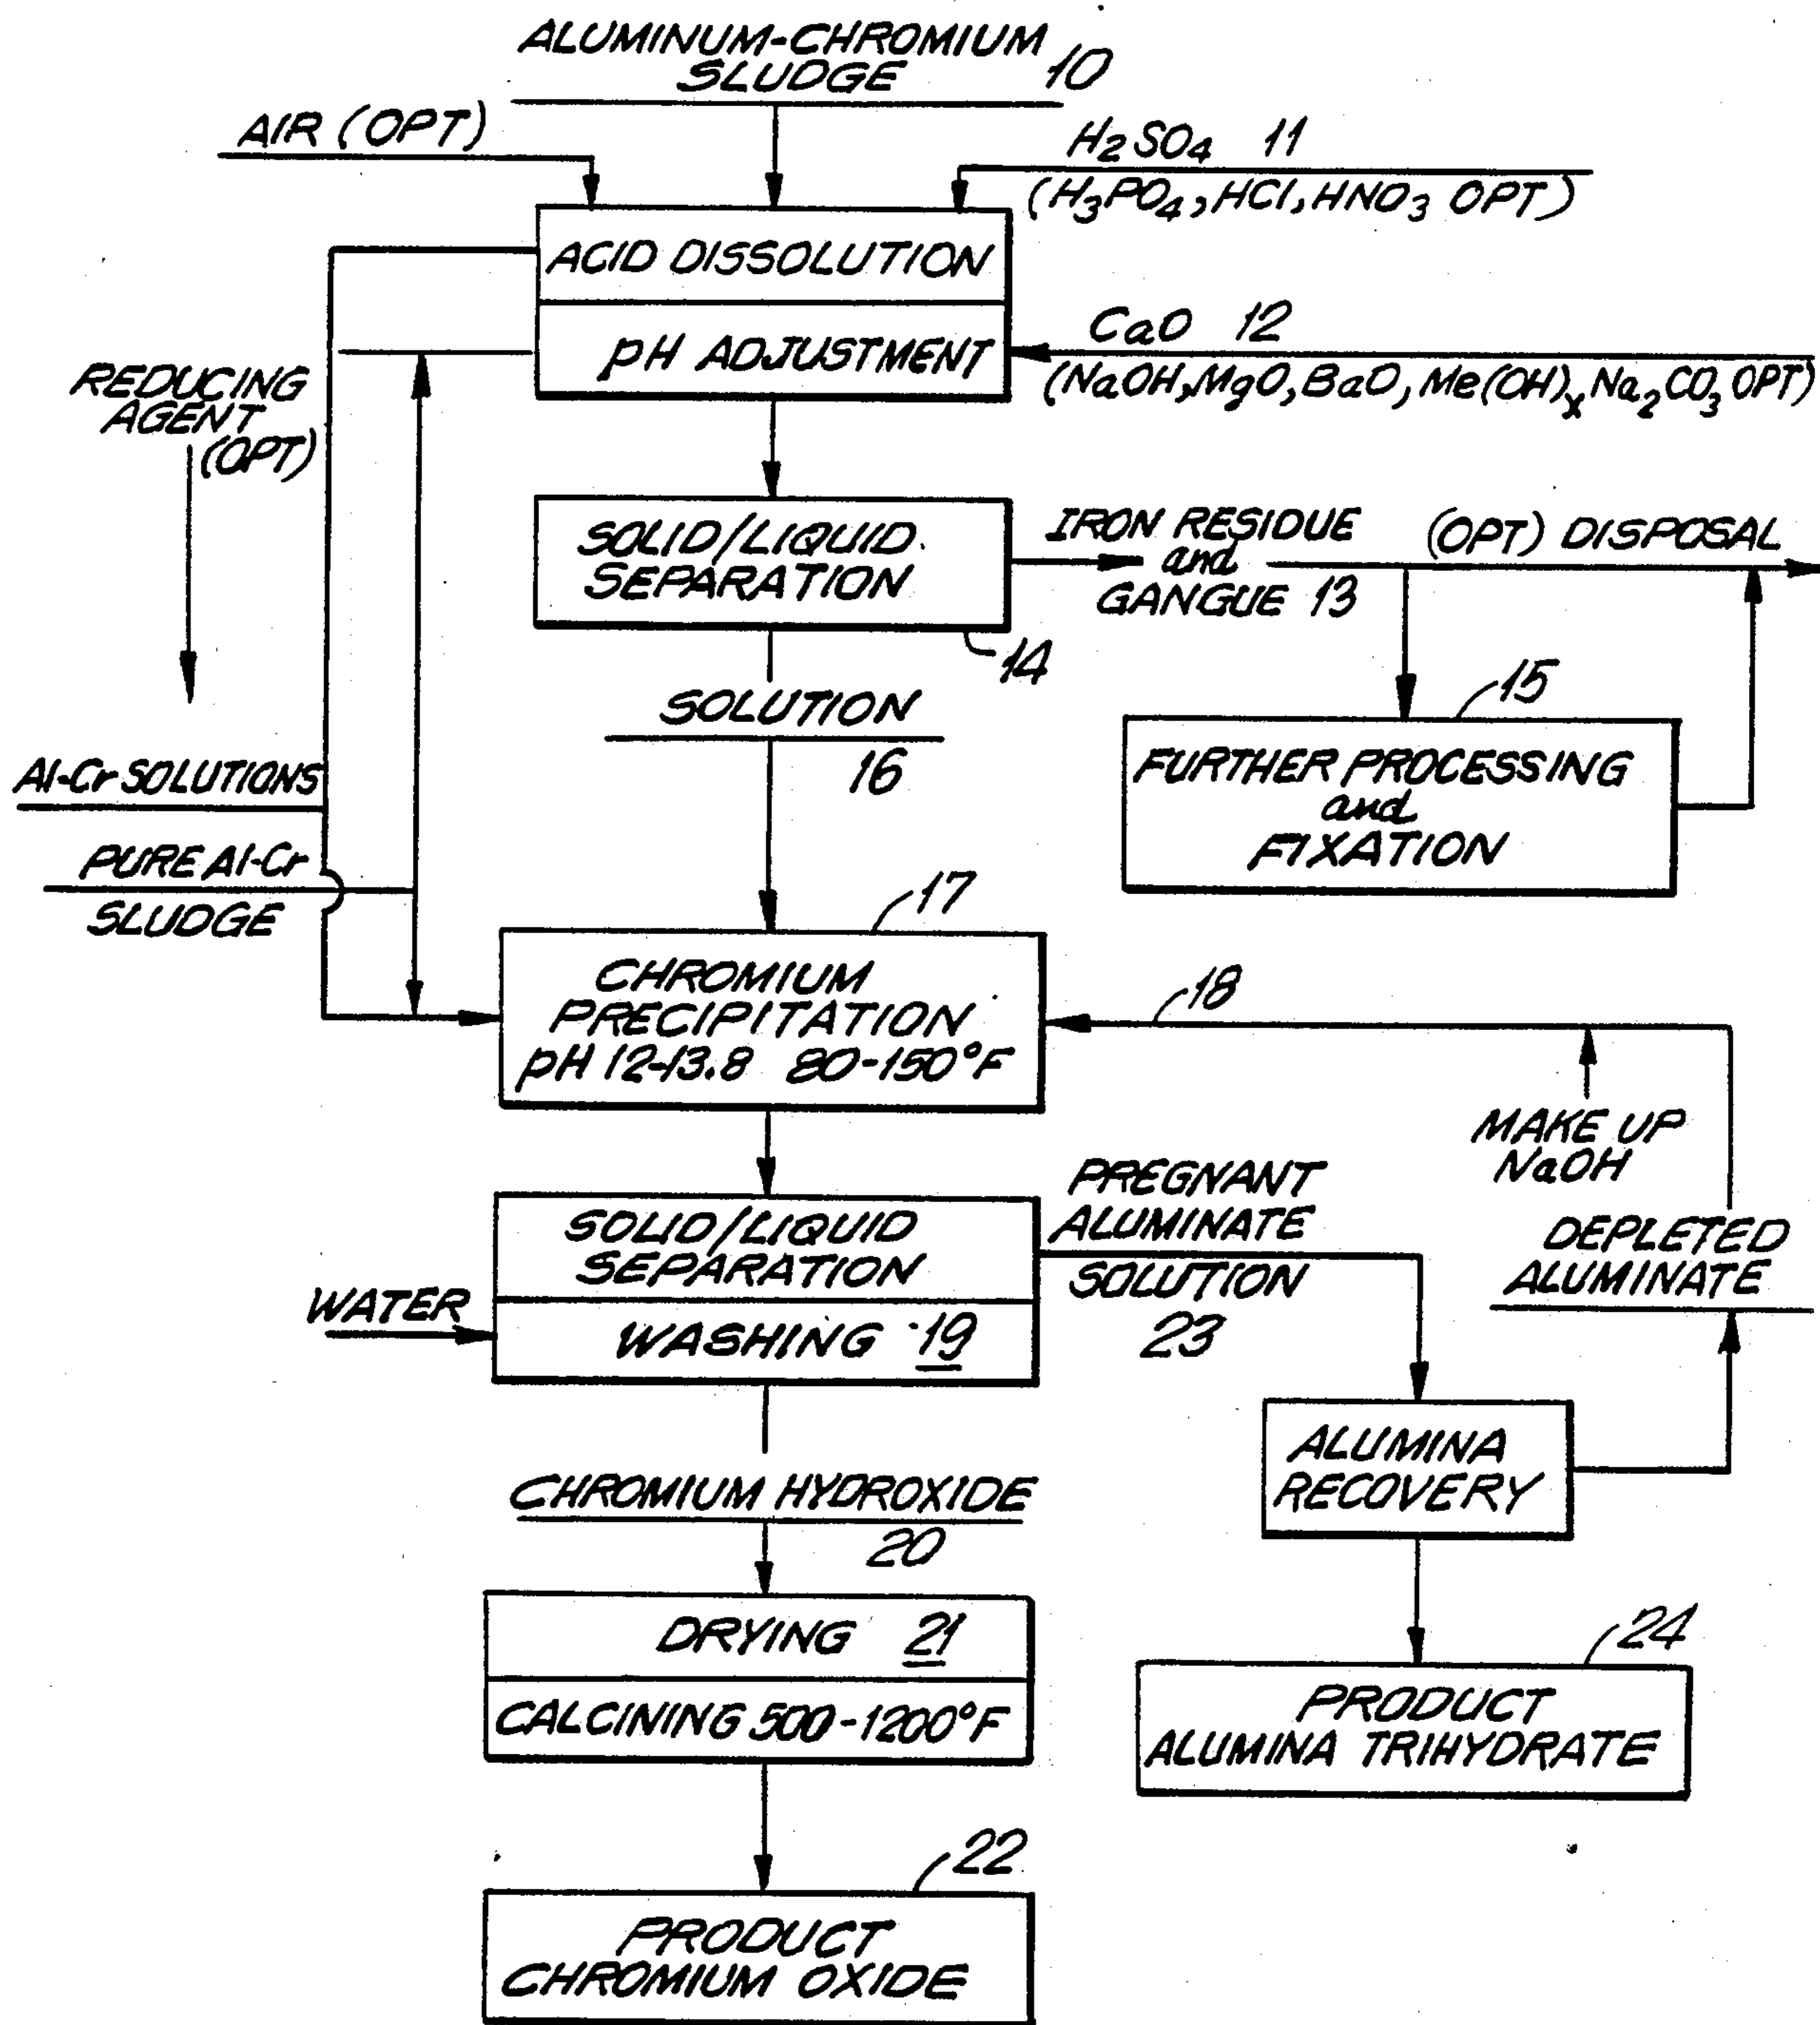 ALUMINUM-CHROMIUM
SLUDGE 10
AIR (OPT)
H2SO4 11
(H3PO4, HCl, HNO3 OPT)
ACID DISSOLUTION
pH ADJUSTMENT
CaO 12
(NaOH, MgO, BaO, Me(OH)x Na2CO3 OPT)
REDUCING
AGENT
(OPT)
SOLID/LIQUID
SEPARATION
14
IRON RESIDUE
and
GANGUE 13
(OPT) DISPOSAL
15
FURTHER PROCESSING
and
FIXATION
SOLUTION
16
Al-Cr SOLUTIONS
PURE Al-Cr
SLUDGE
17
CHROMIUM
PRECIPITATION
pH 12-13.8 80-150°F
18
MAKE UP
NaOH
DEPLETED
ALUMINATE
SOLID/LIQUID
SEPARATION
WATER
WASHING 19
PREGNANT
ALUMINATE
SOLUTION
23
ALUMINA
RECOVERY
CHROMIUM HYDROXIDE
20
DRYING 21
CALCINING 500-1200°F
24
PRODUCT
ALUMINA TRIHYDRATE
22
PRODUCT
CHROMIUM OXIDE